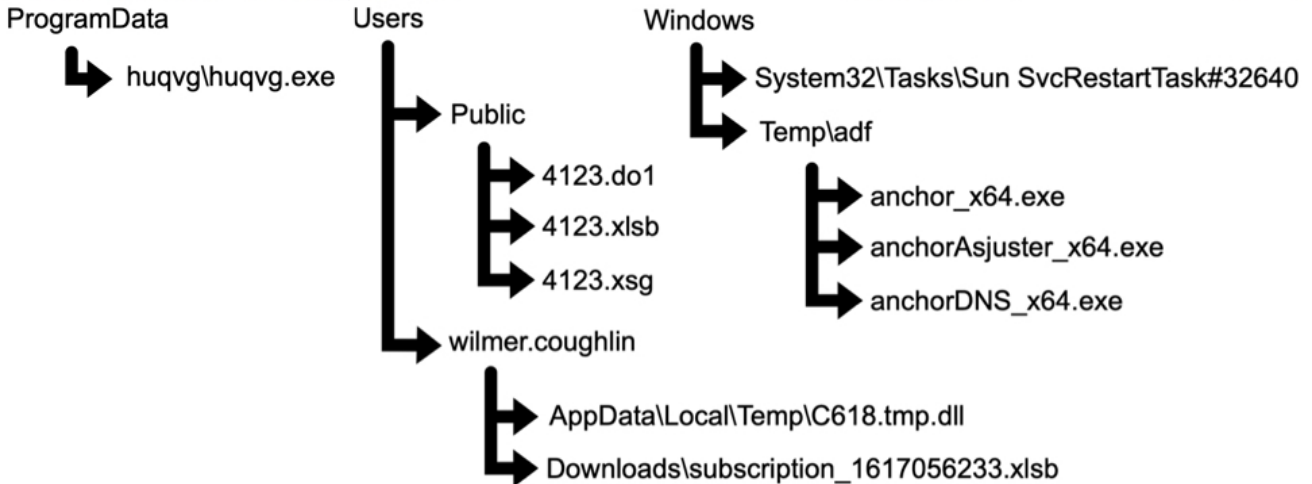 ProgramData
huqvg\huqvg.exe
Users
Public
4123.do1
4123.xlsb
4123.xsg
wilmer.coughlin
AppData\Local\Temp\C618.tmp.dll
Downloads\subscription_1617056233.xlsb
Windows
System32\Tasks\Sun SvcRestartTask#32640
Temp\adf
anchor_x64.exe
anchorAsjuster_x64.exe
anchorDNS_x64.exe